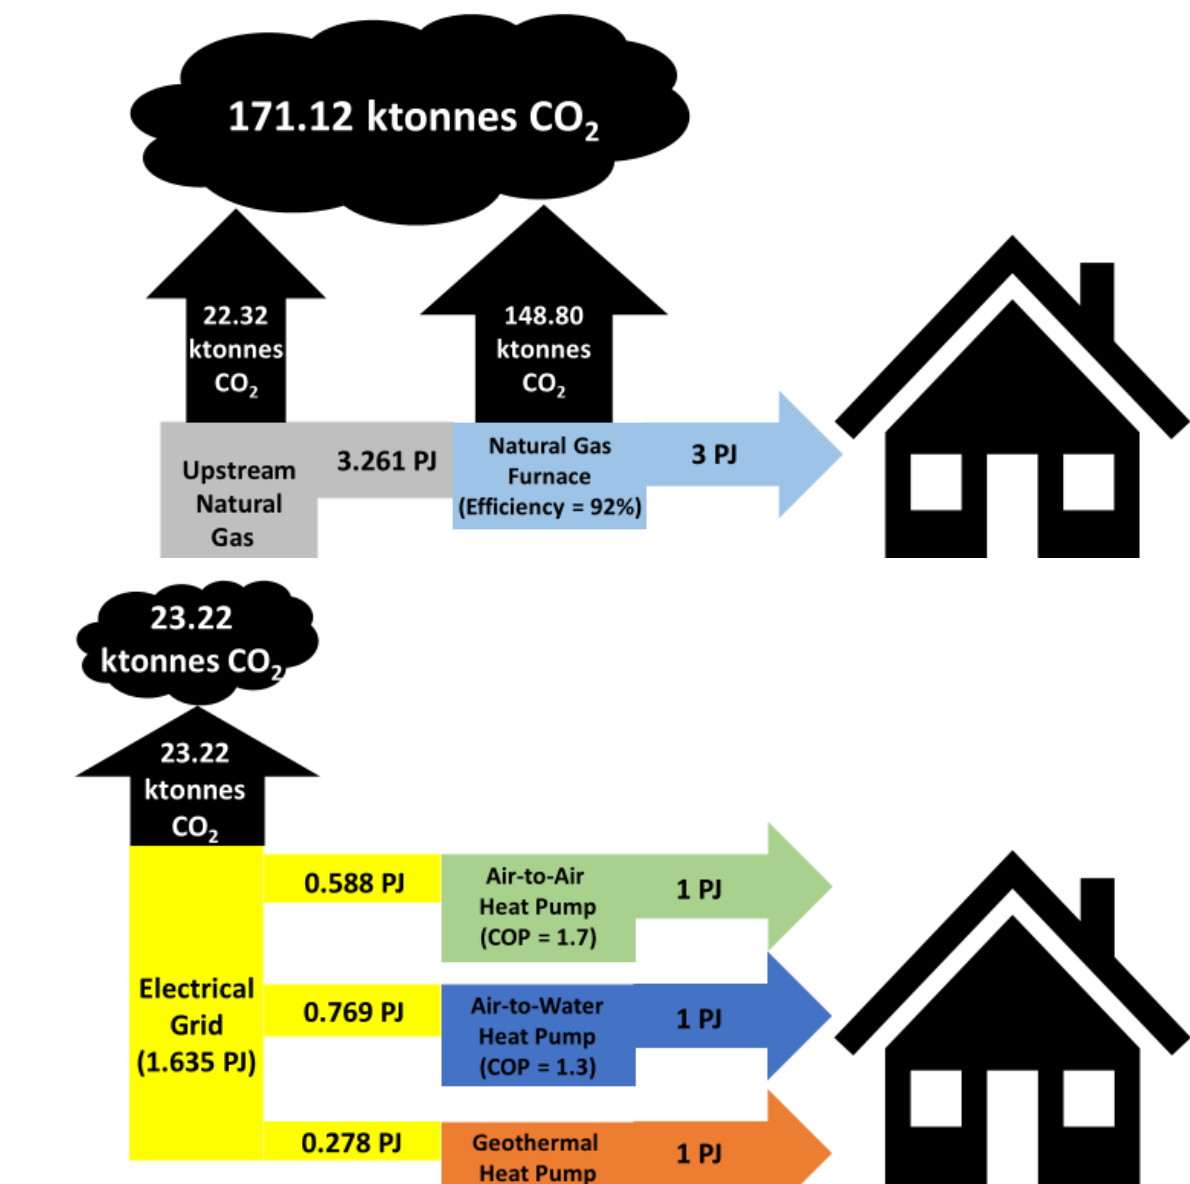 171.12 ktonnes CO₂
22.32
ktonnes
CO₂
148.80
ktonnes
CO₂
Upstream
Natural
Gas
3.261 PJ
Natural Gas
Furnace
(Efficiency = 92%)
3 PJ
23.22
ktonnes CO₂
23.22
ktonnes
CO₂
Electrical
Grid
(1.635 PJ)
0.588 PJ
Air-to-Air
Heat Pump
(COP = 1.7)
1 PJ
0.769 PJ
Air-to-Water
Heat Pump
(COP = 1.3)
1 PJ
0.278 PJ
Geothermal
Heat Pump
1 PJ